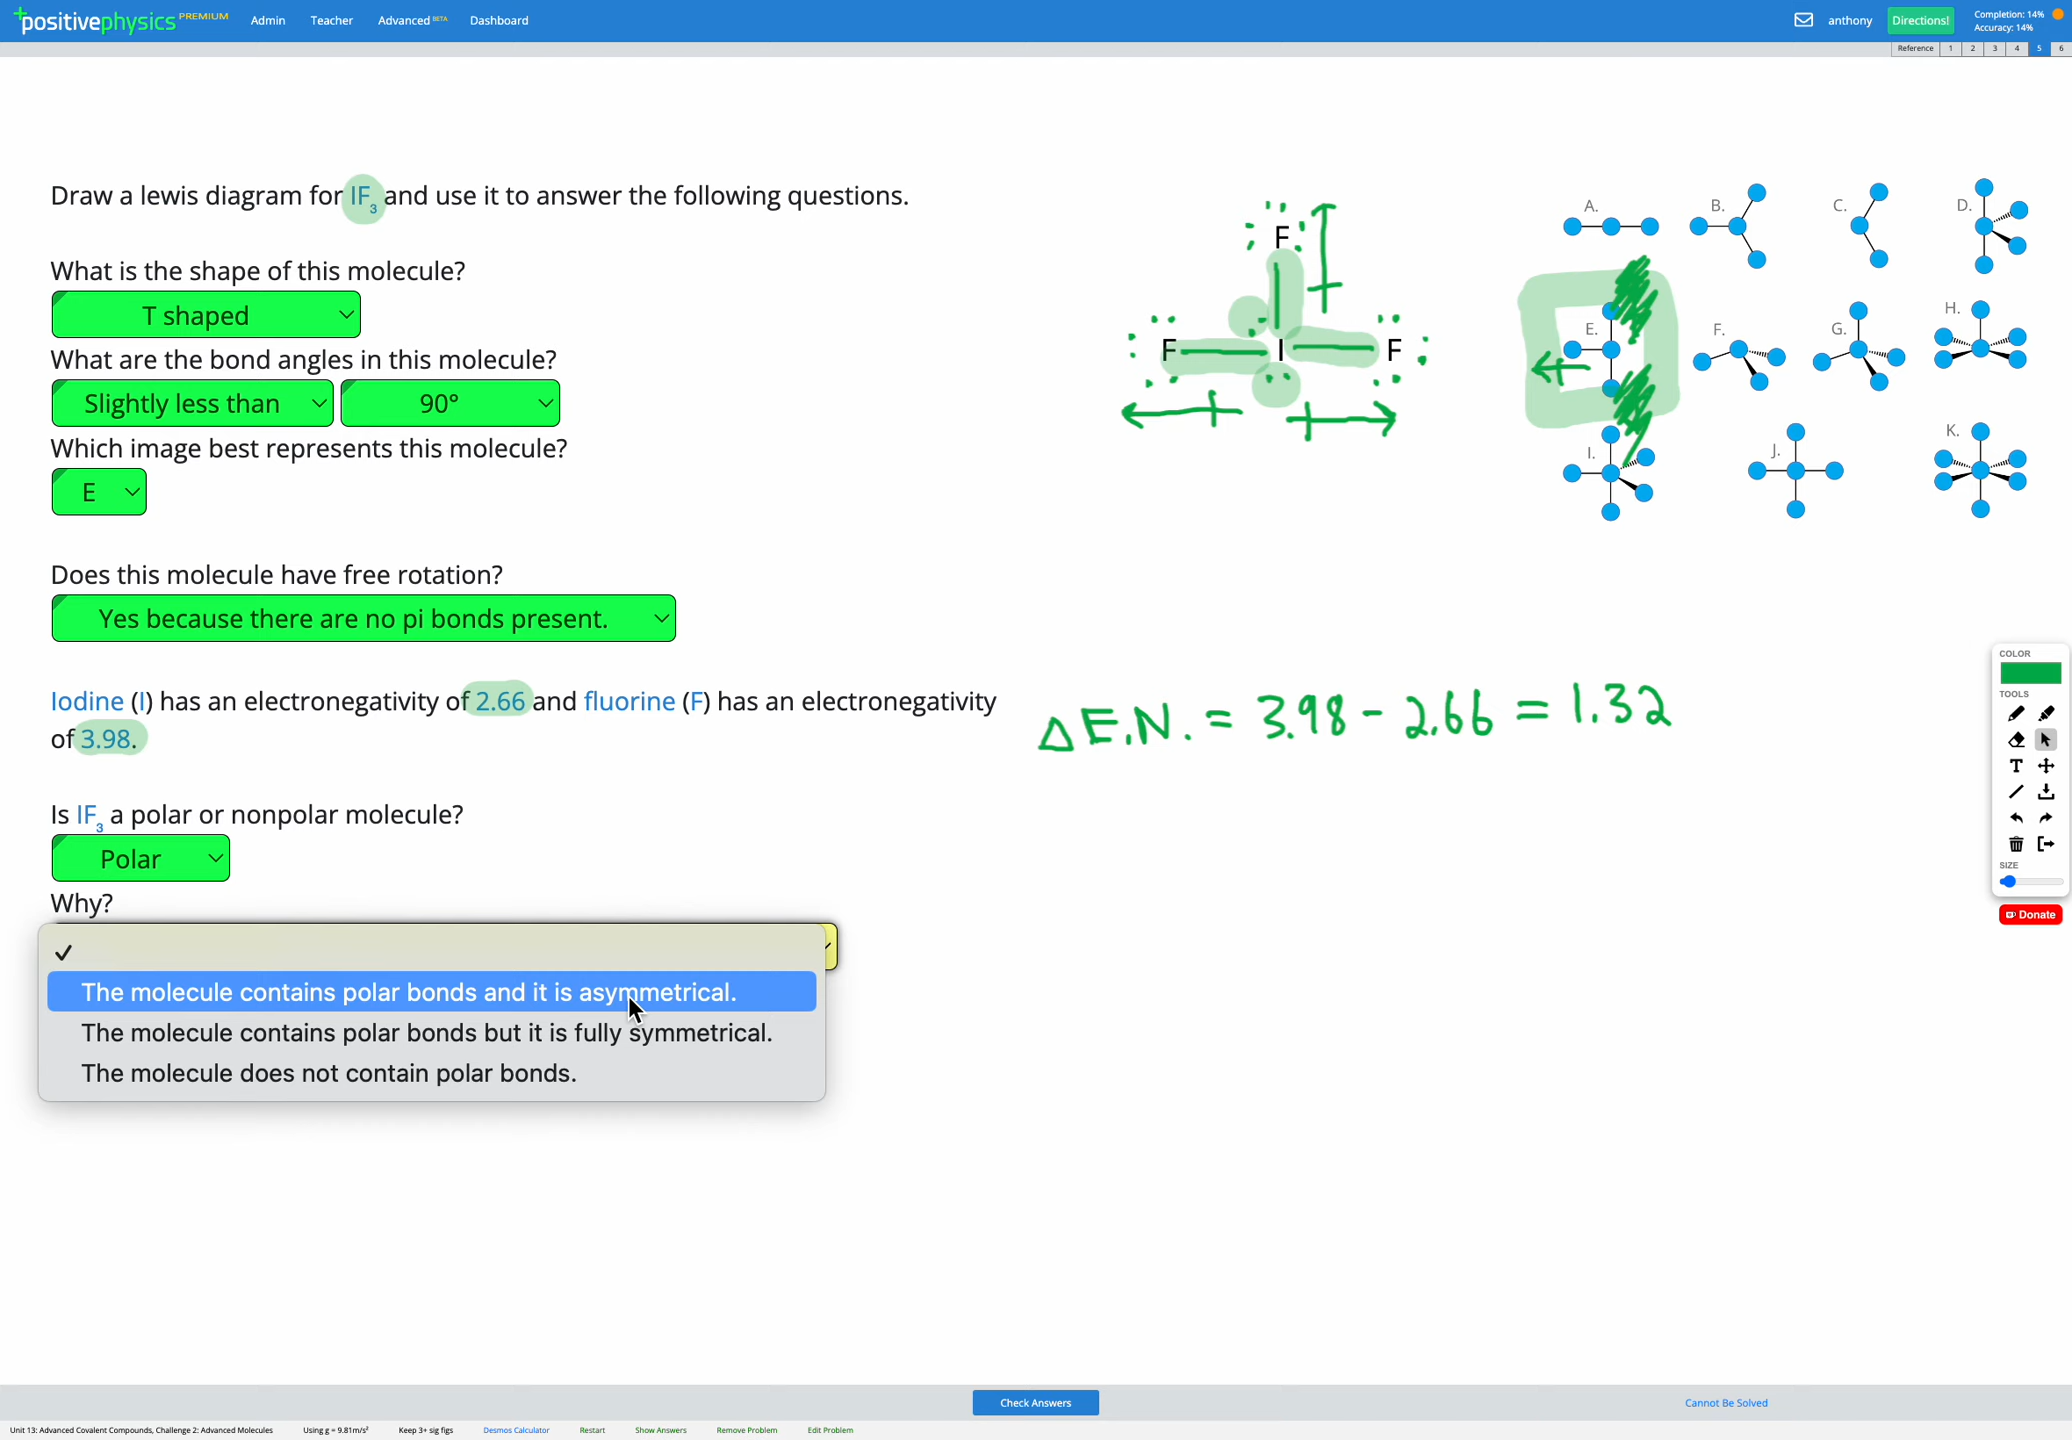 +positivephysics PREMIUM Admin Teacher Advanced BETA Dashboard anthony Directions! Completion: 14%
Accuracy: 14%
Reference 1 2 3 4 5 6
Draw a lewis diagram for IF3 and use it to answer the following questions.
What is the shape of this molecule?
T shaped
What are the bond angles in this molecule?
Slightly less than 90°
Which image best represents this molecule?
E
F
F I F
A. B. C. D.
E. F. G. H.
I. J. K.
Does this molecule have free rotation?
Yes because there are no pi bonds present.
Iodine (I) has an electronegativity of 2.66 and fluorine (F) has an electronegativity
of 3.98.
Δ E.N. = 3.98 - 2.66 = 1.32
Is IF3 a polar or nonpolar molecule?
Polar
Why?
✓
The molecule contains polar bonds and it is asymmetrical.
The molecule contains polar bonds but it is fully symmetrical.
The molecule does not contain polar bonds.
COLOR
TOOLS
T
SIZE
Donate
Check Answers Cannot Be Solved
Unit 13: Advanced Covalent Compounds, Challenge 2: Advanced Molecules Using g = 9.81m/s² Keep 3+ sig figs Desmos Calculator Restart Show Answers Remove Problem Edit Problem